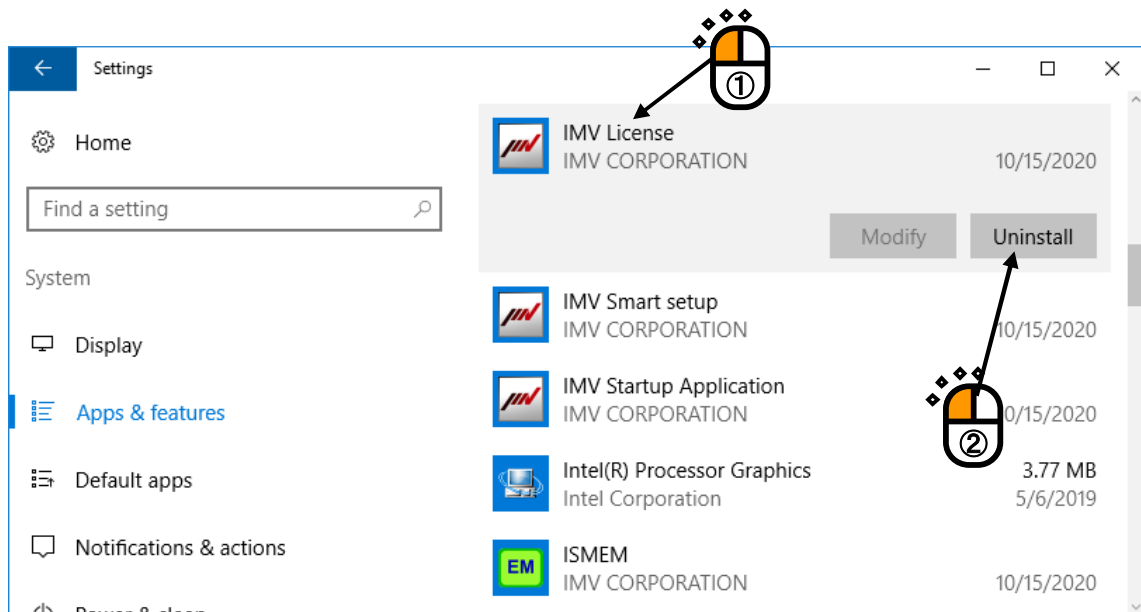 Settings
Home
Find a setting
System
Display
Apps & features
Default apps
Notifications & actions
①
IMV License
IMV CORPORATION
10/15/2020
Modify
Uninstall
IMV Smart setup
IMV CORPORATION
10/15/2020
IMV Startup Application
IMV CORPORATION
0/15/2020
②
Intel(R) Processor Graphics
3.77 MB
Intel Corporation
5/6/2019
EM
ISMEM
IMV CORPORATION
10/15/2020